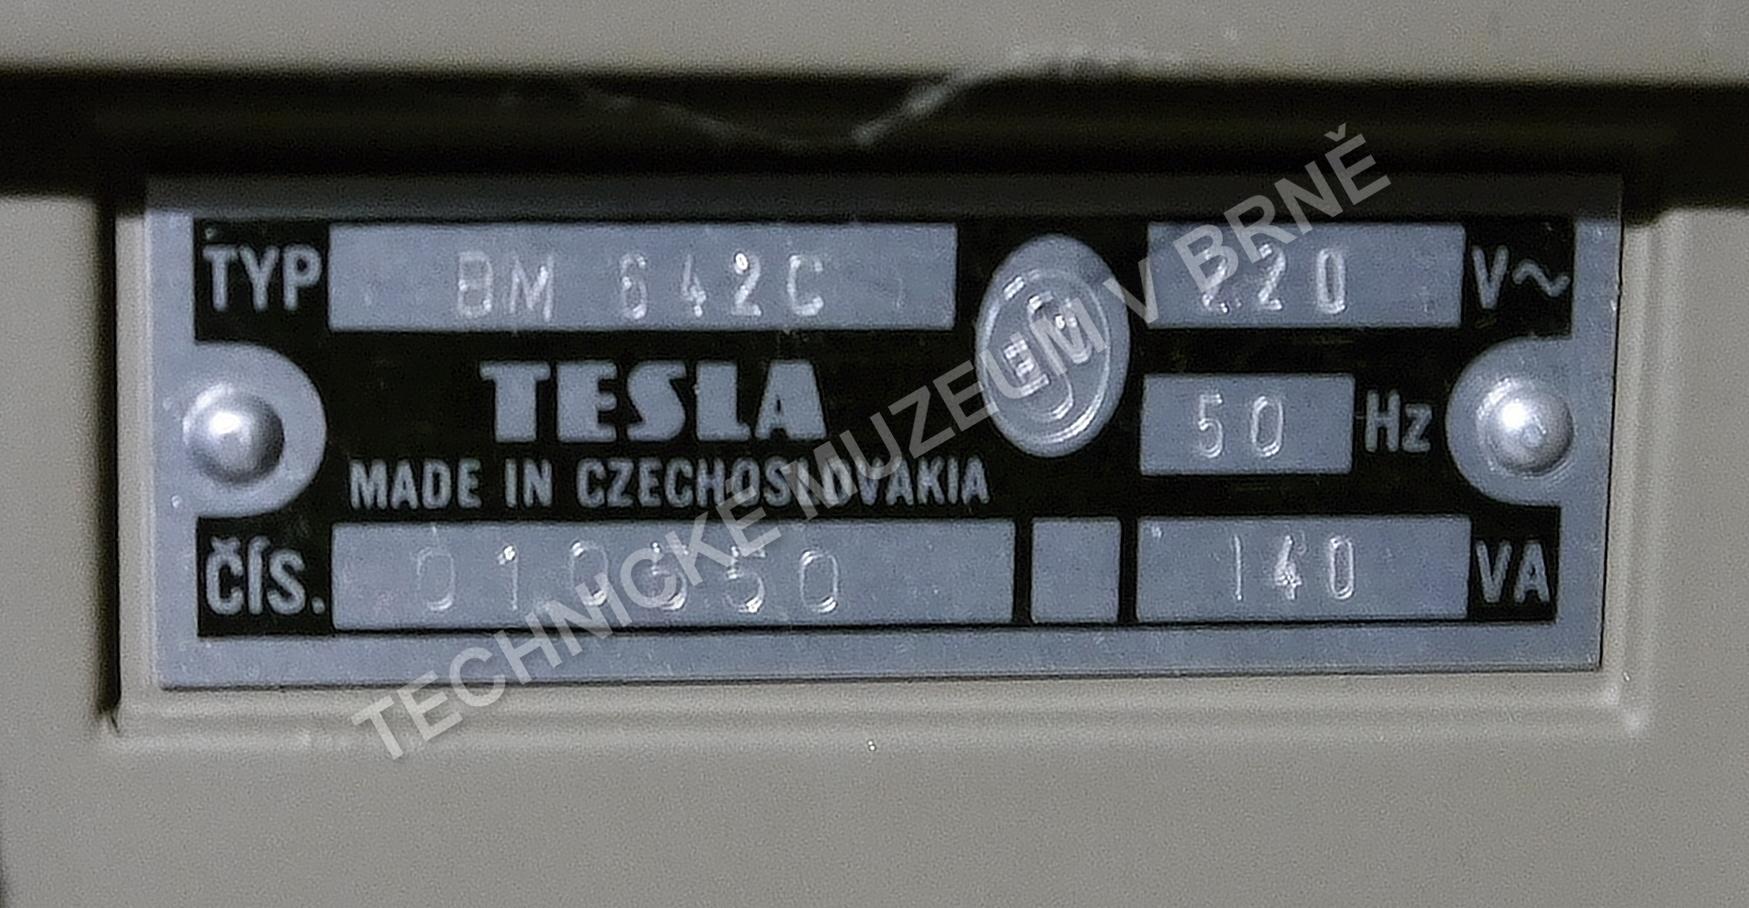 TYP BM 642C 220 V~
TESLA 50 Hz
MADE IN CZECHOSLOVAKIA
ČÍS. 140 VA
TECHNICKÉ MUZEUM V BRNĚ